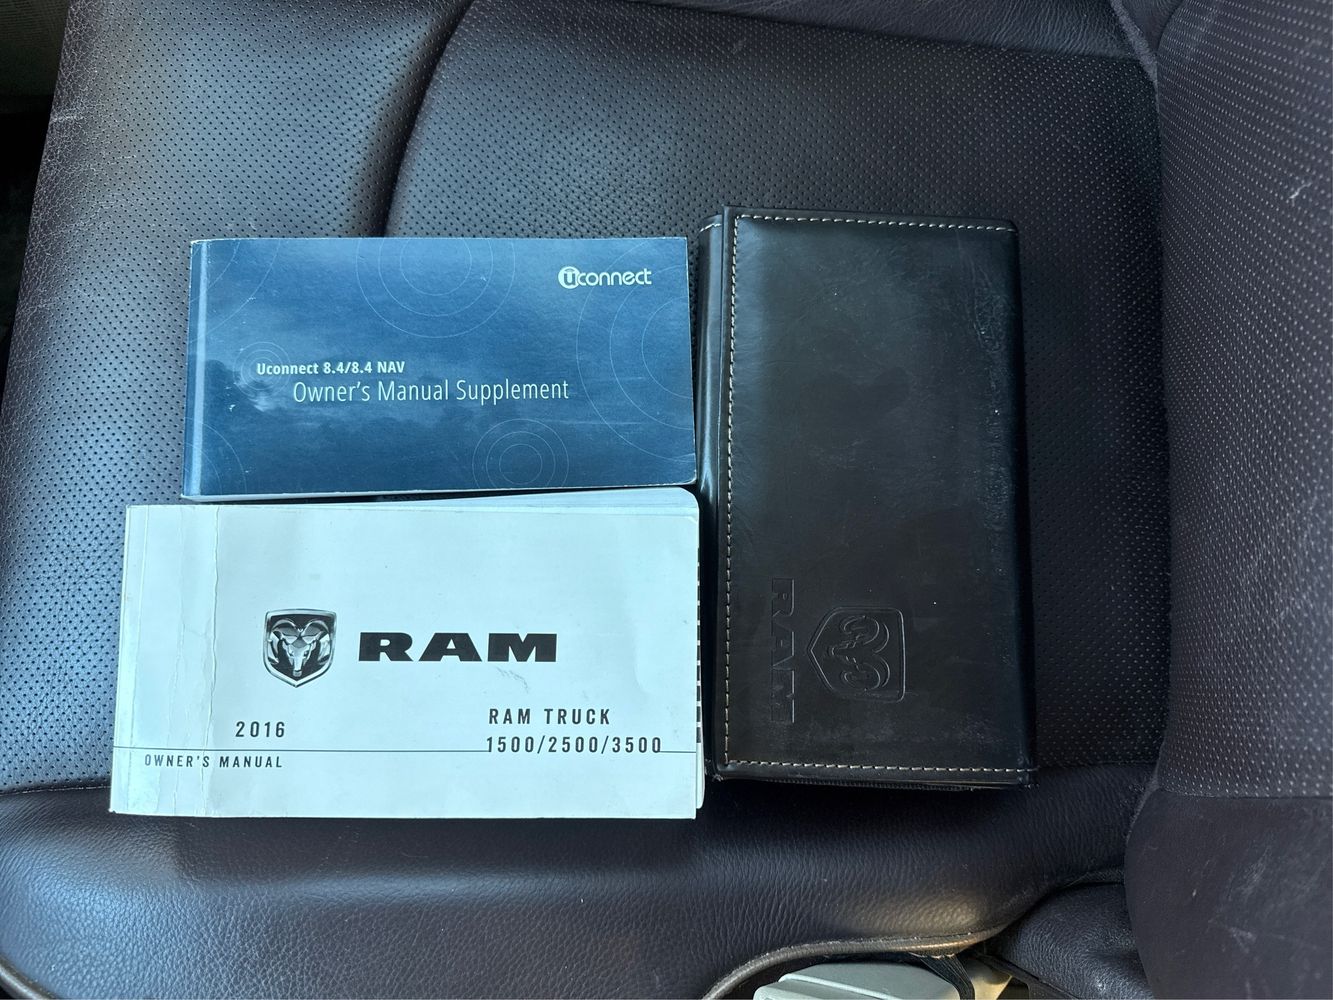 uconnect
Uconnect 8.4/8.4 NAV
Owner's Manual Supplement
RAM
2016
RAM TRUCK
1500/2500/3500
OWNER'S MANUAL
RAM